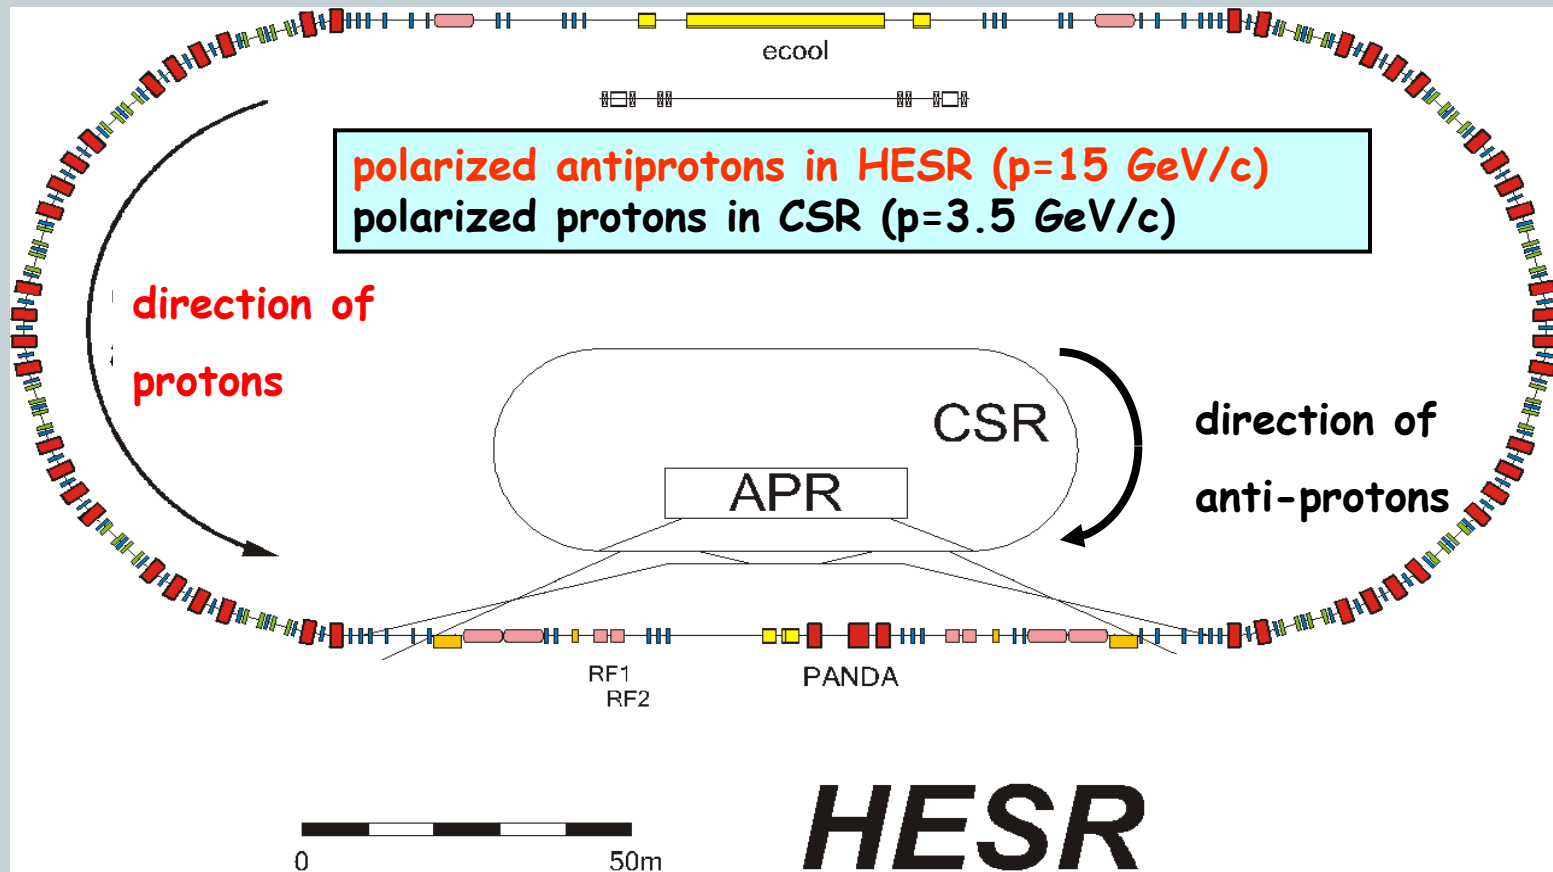 ecool
polarized antiprotons in HESR (p=15 GeV/c)
polarized protons in CSR (p=3.5 GeV/c)
direction of
protons
CSR
APR
direction of
anti-protons
RF1
RF2
PANDA
HESR
0
50m